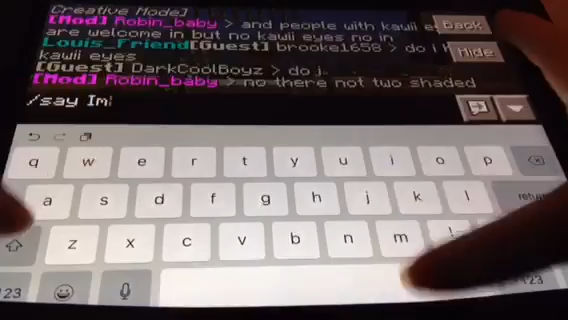 Creative Mode]
[Mod] Robin_baby > and people with kawii e
Back
are welcome in but no kawii eyes no in
Louis_Friend[Guest] brooke1658 > do i h
Hide
kawii eyes
[Guest] DarkCoolBoyz > do
[Mod] Robin_baby > no there not two shaded
/say Im
q w e r t y u i o p
a s d f g h j k l return
z x c v b n m !
123 123